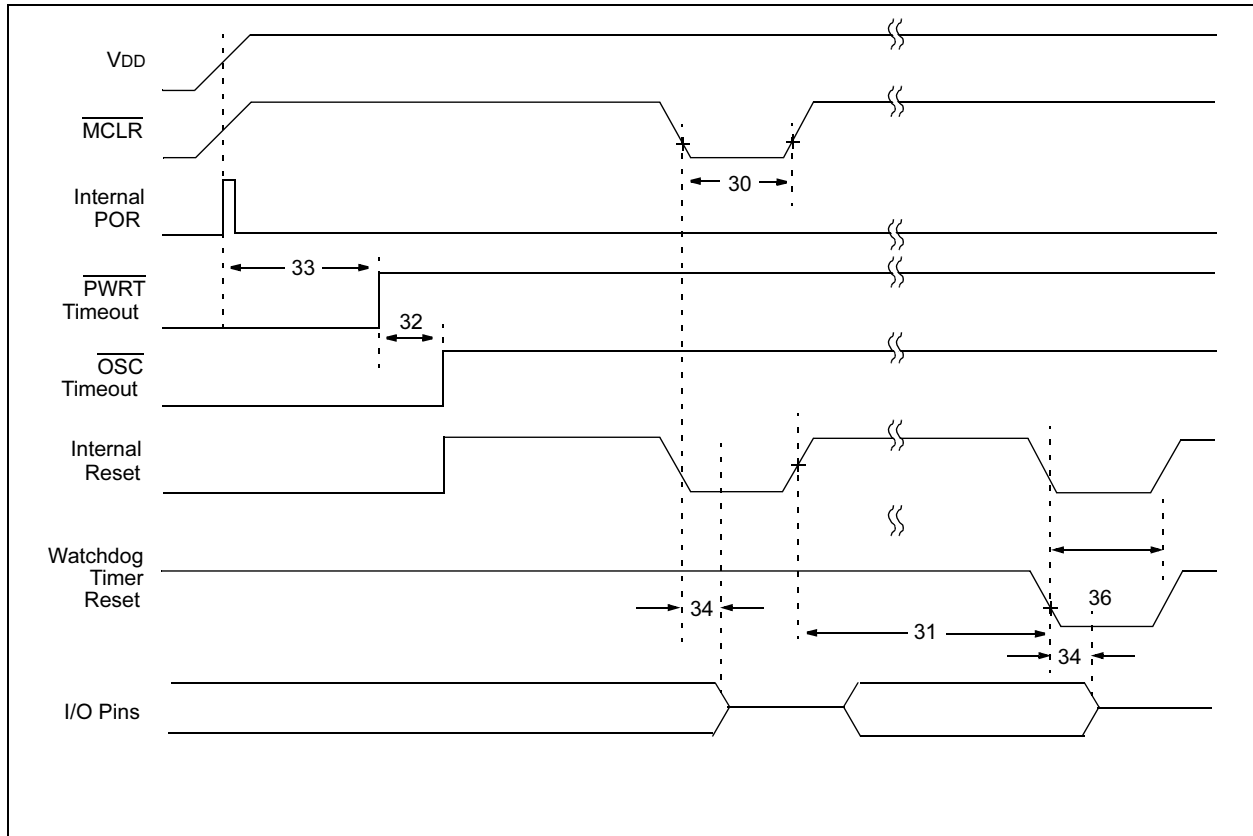 VDD
MCLR
30
Internal
POR
33
PWRT
Timeout
32
OSC
Timeout
Internal
Reset
Watchdog
Timer
Reset
34
36
31
34
I/O Pins